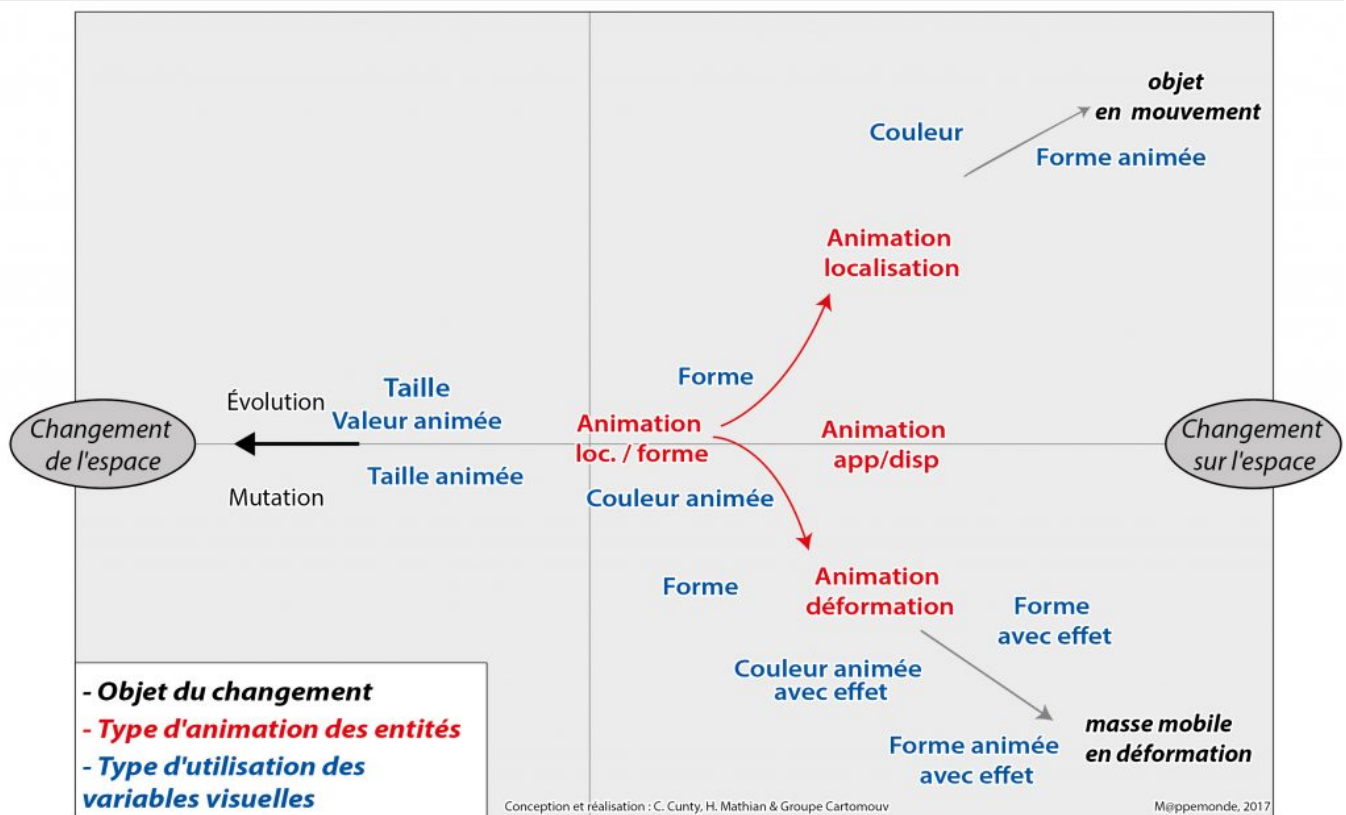 objet
en mouvement
Couleur
Forme animée
Animation
localisation
Forme
Évolution
Taille
Valeur animée
Changement
de l'espace
Animation
loc. / forme
Animation
app/disp
Changement
sur l'espace
Mutation
Taille animée
Couleur animée
Forme
Animation
déformation
Forme
avec effet
Couleur animée
avec effet
masse mobile
en déformation
Forme animée
avec effet
- Objet du changement
- Type d'animation des entités
- Type d'utilisation des
variables visuelles
Conception et réalisation : C. Cunty, H. Mathian & Groupe Cartomouv
M@ppemonde, 2017